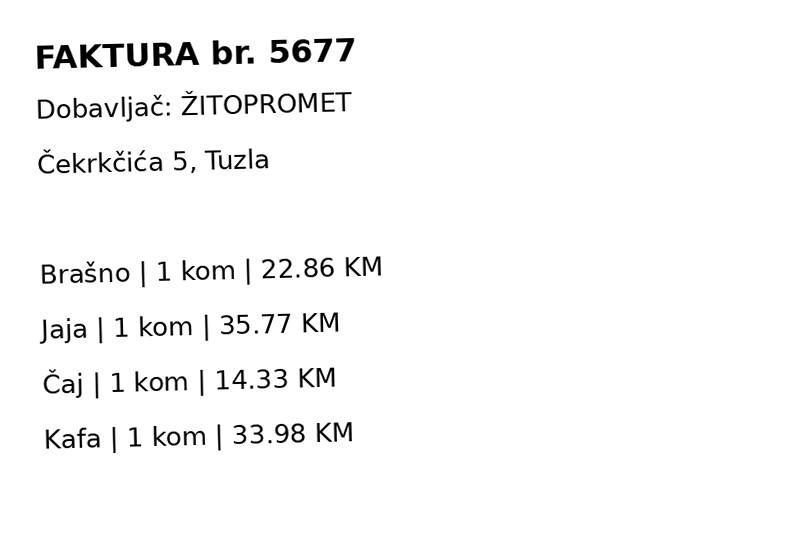 FAKTURA br. 5677
Dobavljač: ŽITOPROMET
Čekrkčića 5, Tuzla
Brašno | 1 kom | 22.86 KM
Jaja | 1 kom | 35.77 KM
Čaj | 1 kom | 14.33 KM
Kafa | 1 kom | 33.98 KM